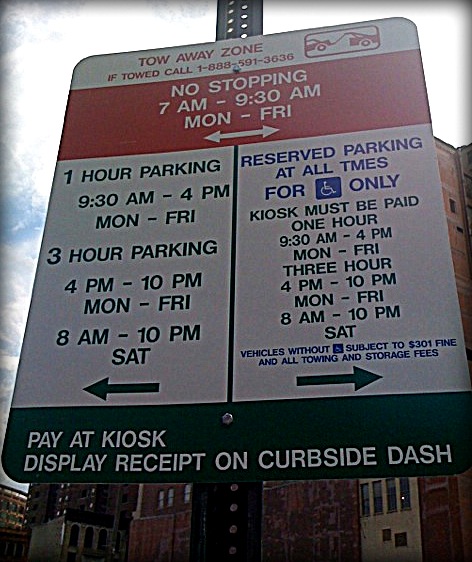 TOW AWAY ZONE
IF TOWED CALL 1-888-591-3636
NO STOPPING
7 AM - 9:30 AM
MON - FRI
1 HOUR PARKING
9:30 AM - 4 PM
MON - FRI
3 HOUR PARKING
4 PM - 10 PM
MON - FRI
8 AM - 10 PM
SAT
RESERVED PARKING
AT ALL TMES
FOR ONLY
KIOSK MUST BE PAID
ONE HOUR
9:30 AM - 4 PM
MON - FRI
THREE HOUR
4 PM - 10 PM
MON - FRI
8 AM - 10 PM
SAT
VEHICLES WITHOUT SUBJECT TO $301 FINE
AND ALL TOWING AND STORAGE FEES
PAY AT KIOSK
DISPLAY RECEIPT ON CURBSIDE DASH